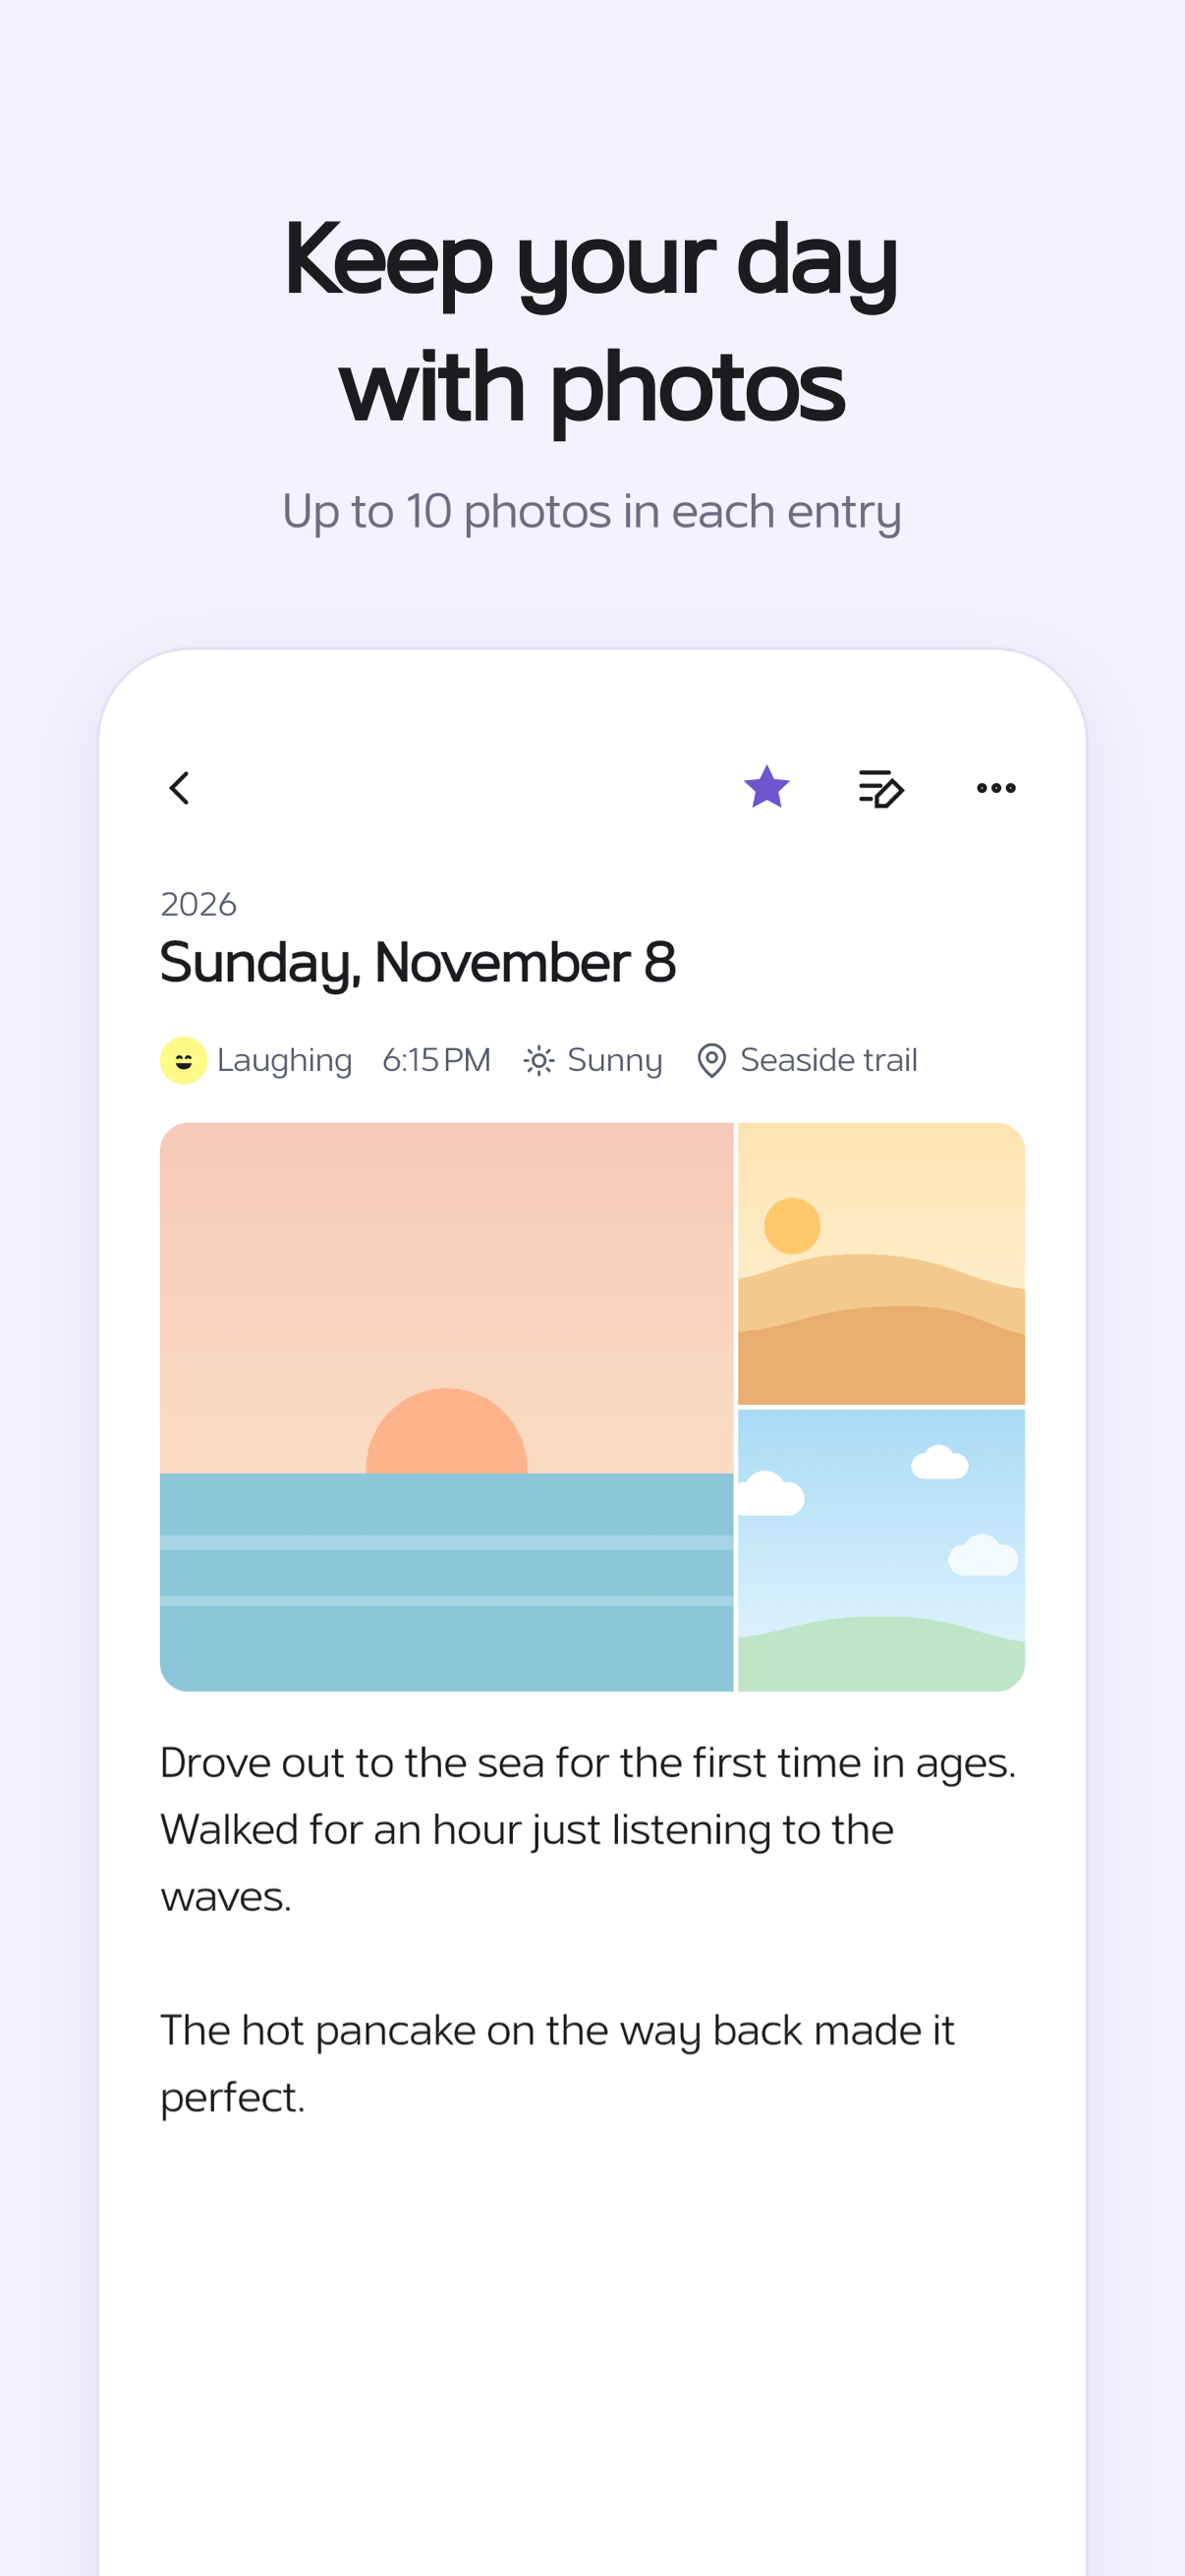 Keep your day
with photos
Up to 10 photos in each entry
2026
Sunday, November 8
Laughing 6:15 PM Sunny Seaside trail
Drove out to the sea for the first time in ages.
Walked for an hour just listening to the
waves.
The hot pancake on the way back made it
perfect.